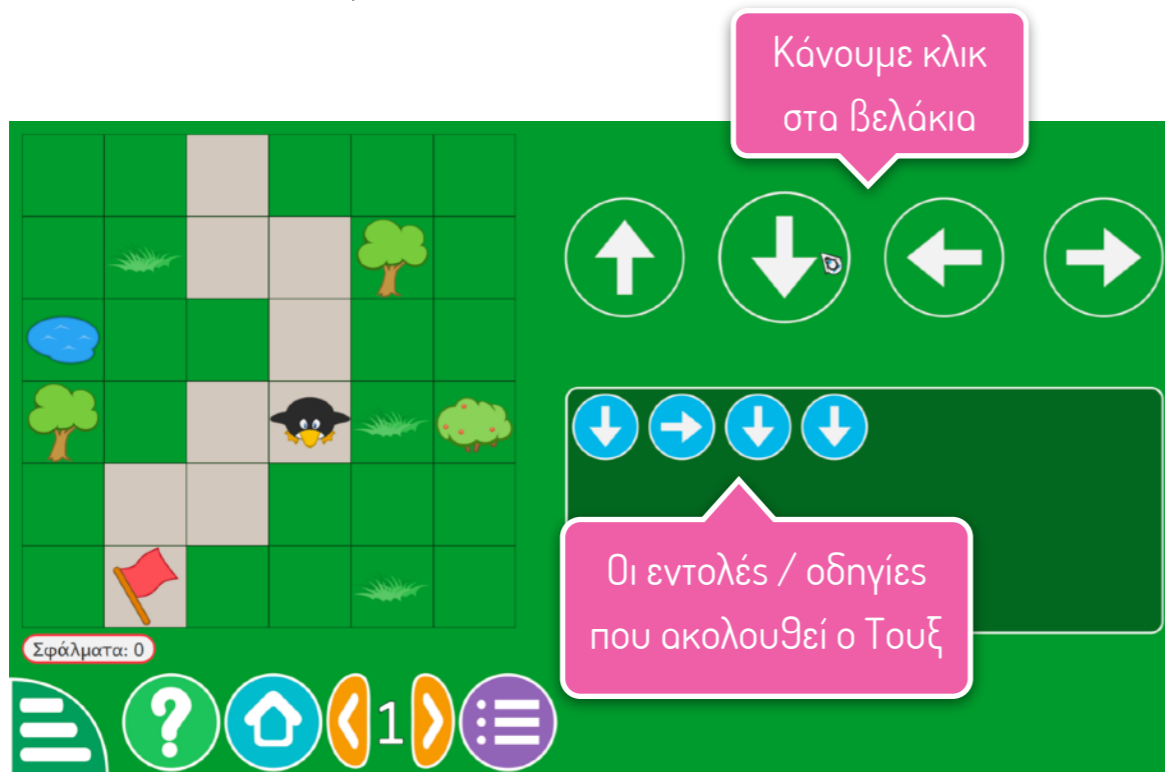 Κάνουμε κλικ
στα βελάκια
Οι εντολές / οδηγίες
που ακολουθεί ο Τουξ
Σφάλματα: 0
?
1